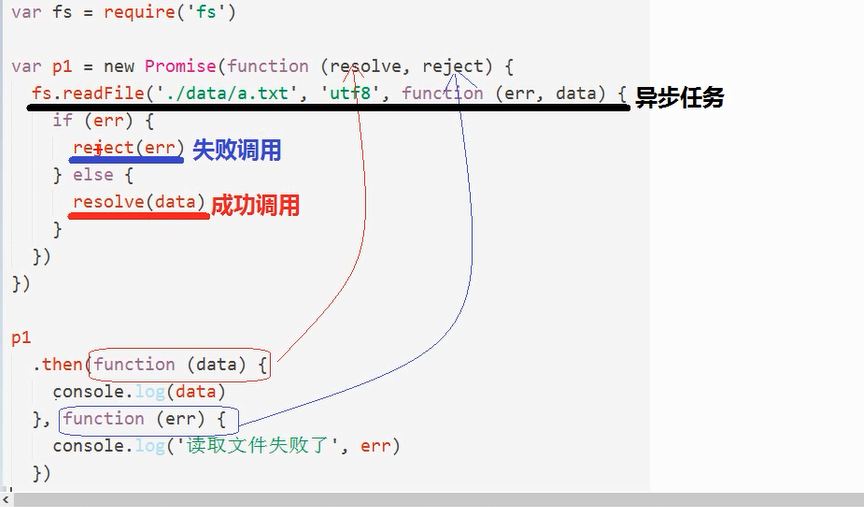 var fs = require('fs')
var p1 = new Promise(function (resolve, reject) {
fs.readFile('./data/a.txt', 'utf8', function (err, data) { 异步任务
if (err) {
reject(err) 失败调用
} else {
resolve(data) 成功调用
}
})
})
p1
.then(function (data) {
console.log(data)
}, function (err) {
console.log('读取文件失败了', err)
})